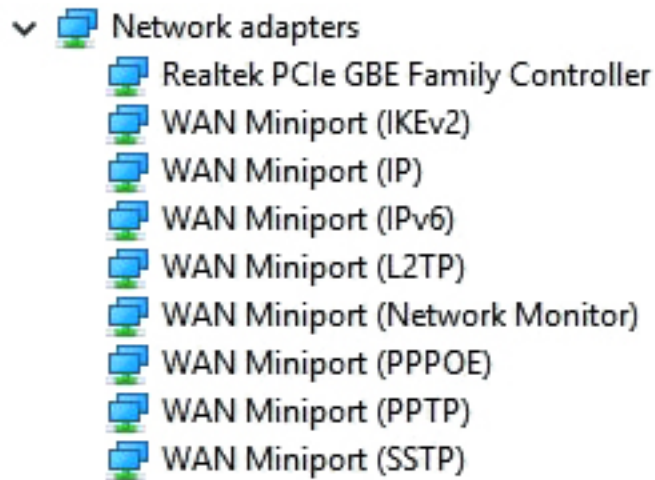 Network adapters
Realtek PCIe GBE Family Controller
WAN Miniport (IKEv2)
WAN Miniport (IP)
WAN Miniport (IPv6)
WAN Miniport (L2TP)
WAN Miniport (Network Monitor)
WAN Miniport (PPPOE)
WAN Miniport (PPTP)
WAN Miniport (SSTP)